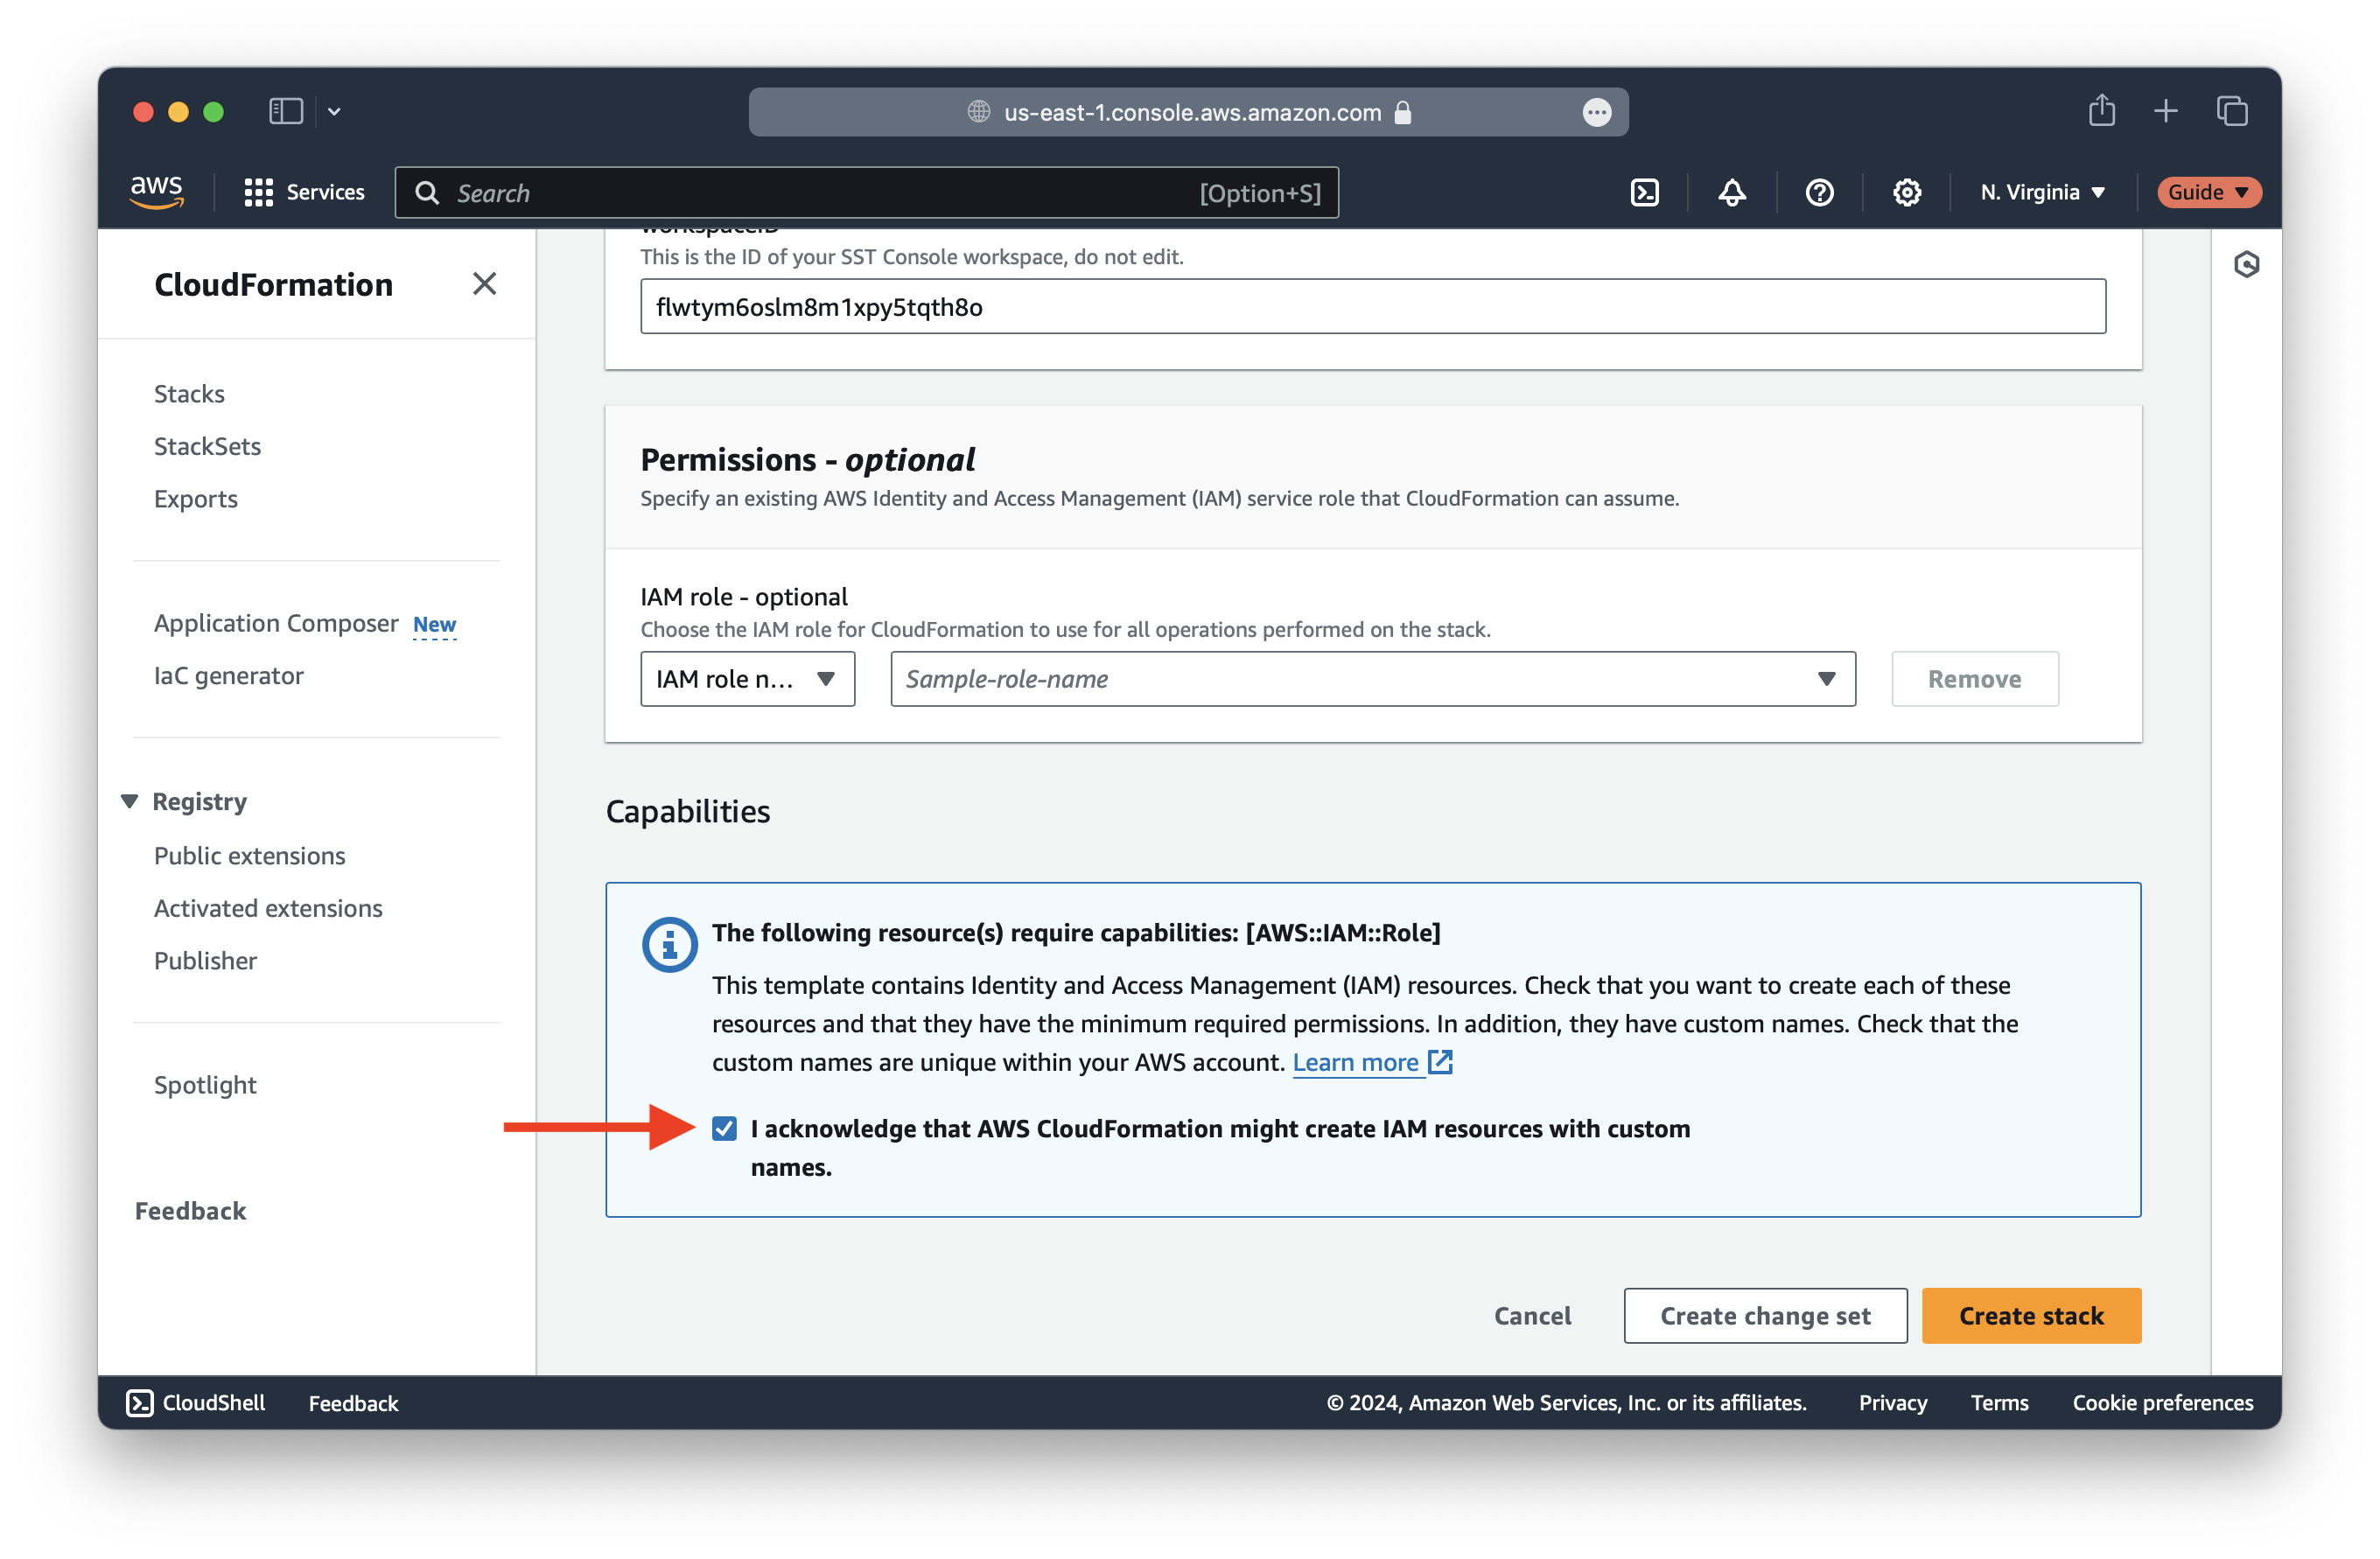 us-east-1.console.aws.amazon.com
aws
Services
Search
[Option+S]
N. Virginia
Guide
CloudFormation
Stacks
StackSets
Exports
Application Composer New
IaC generator
Registry
Public extensions
Activated extensions
Publisher
Spotlight
Feedback
workspaceID
This is the ID of your SST Console workspace, do not edit.
flwtym6oslm8m1xpy5tqth8o
Permissions - optional
Specify an existing AWS Identity and Access Management (IAM) service role that CloudFormation can assume.
IAM role - optional
Choose the IAM role for CloudFormation to use for all operations performed on the stack.
IAM role n...
Sample-role-name
Remove
Capabilities
The following resource(s) require capabilities: [AWS::IAM::Role]
This template contains Identity and Access Management (IAM) resources. Check that you want to create each of these
resources and that they have the minimum required permissions. In addition, they have custom names. Check that the
custom names are unique within your AWS account. Learn more
I acknowledge that AWS CloudFormation might create IAM resources with custom
names.
Cancel
Create change set
Create stack
CloudShell
Feedback
© 2024, Amazon Web Services, Inc. or its affiliates.
Privacy
Terms
Cookie preferences